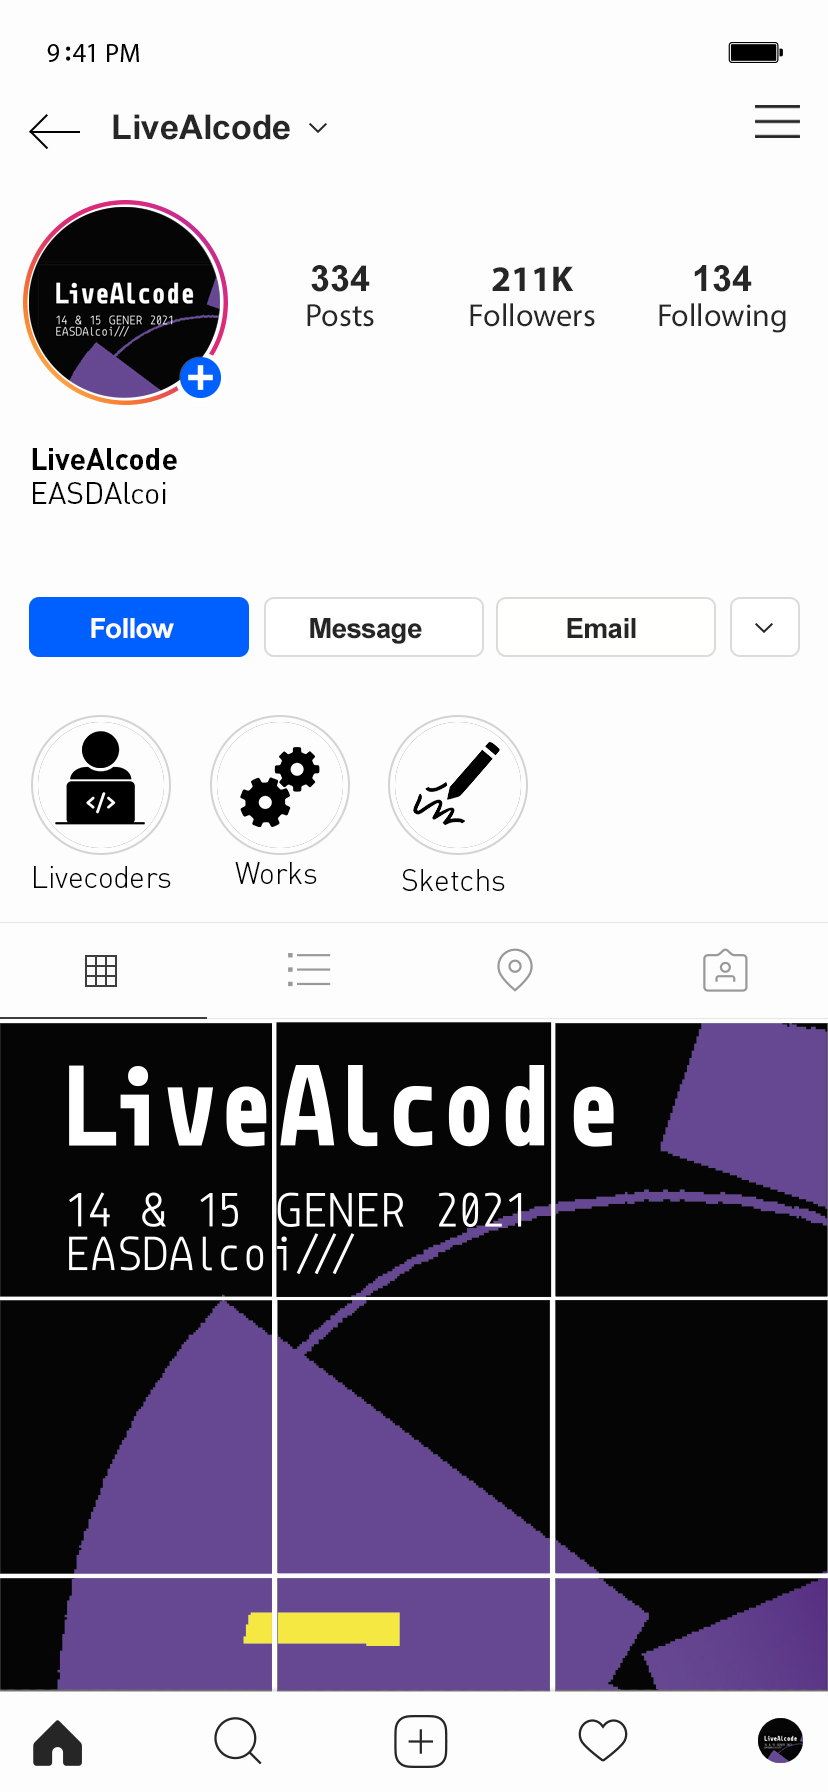 9:41 PM
LiveAlcode
LiveAlcode
14 & 15 GENER 2021
EASDAlcoi///
334
Posts
211K
Followers
134
Following
LiveAlcode
EASDAlcoi
Follow
Message
Email
</>
Livecoders
Works
Sketchs
LiveAlcode
14 & 15 GENER 2021
EASDAlcoi///
LiveAlcode